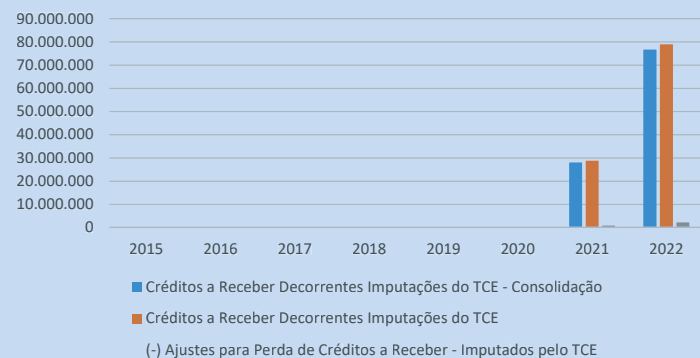 90.000.000
80.000.000
70.000.000
60.000.000
50.000.000
40.000.000
30.000.000
20.000.000
10.000.000
0
2015 2016 2017 2018 2019 2020 2021 2022
Créditos a Receber Decorrentes Imputações do TCE - Consolidação
Créditos a Receber Decorrentes Imputações do TCE
(-) Ajustes para Perda de Créditos a Receber - Imputados pelo TCE